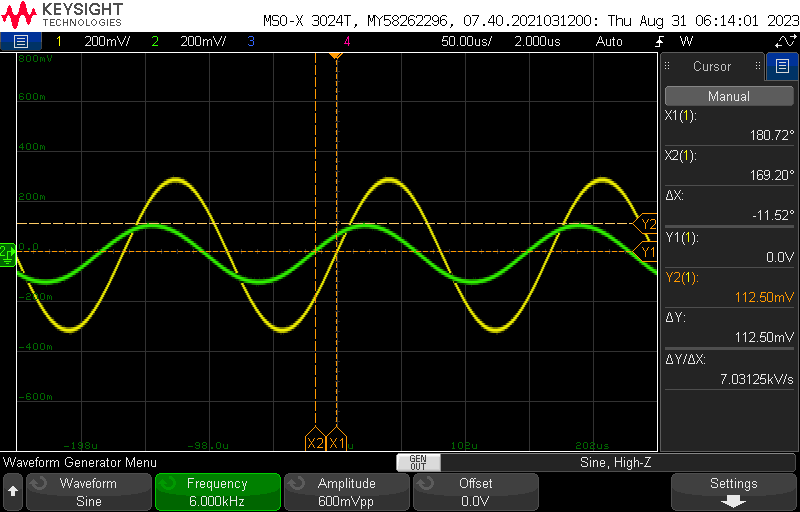 KEYSIGHT
TECHNOLOGIES
MSO-X 3024T, MY58262296, 07.40.2021031200: Thu Aug 31 06:14:01 2023
1 200mV/ 2 200mV/ 3 4 50.00us/ 2.000us Auto W
800mV
600m
400m
200m
0.0
-200m
-400m
-600m
2
Y2
Y1
X2 X1
-198u -98.0u 102u 202us
Cursor
Manual
X1(1):
180.72°
X2(1):
169.20°
ΔX:
-11.52°
Y1(1):
0.0V
Y2(1):
112.50mV
ΔY:
112.50mV
ΔY/ΔX:
7.03125kV/s
Waveform Generator Menu
GEN
OUT
Sine, High-Z
Waveform
Sine
Frequency
6.000kHz
Amplitude
600mVpp
Offset
0.0V
Settings